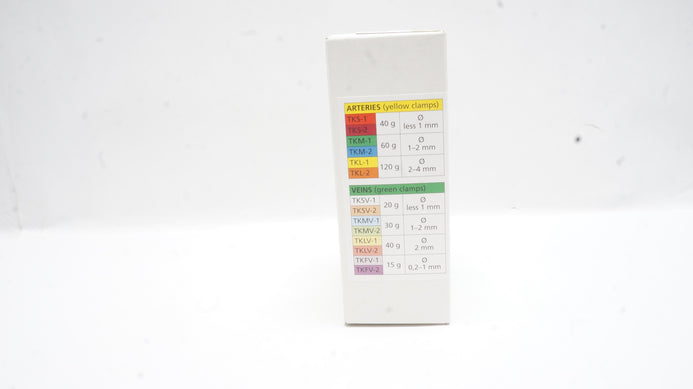 ARTERIES (yellow clamps)
TKS-1
TKS-2
40 g
Ø
less 1 mm
TKM-1
TKM-2
60 g
Ø
1–2 mm
TKL-1
TKL-2
120 g
Ø
2–4 mm
VEINS (green clamps)
TKSV-1
TKSV-2
20 g
Ø
less 1 mm
TKMV-1
TKMV-2
30 g
Ø
1–2 mm
TKLV-1
TKLV-2
40 g
Ø
2 mm
TKFV-1
TKFV-2
15 g
Ø
0,2–1 mm